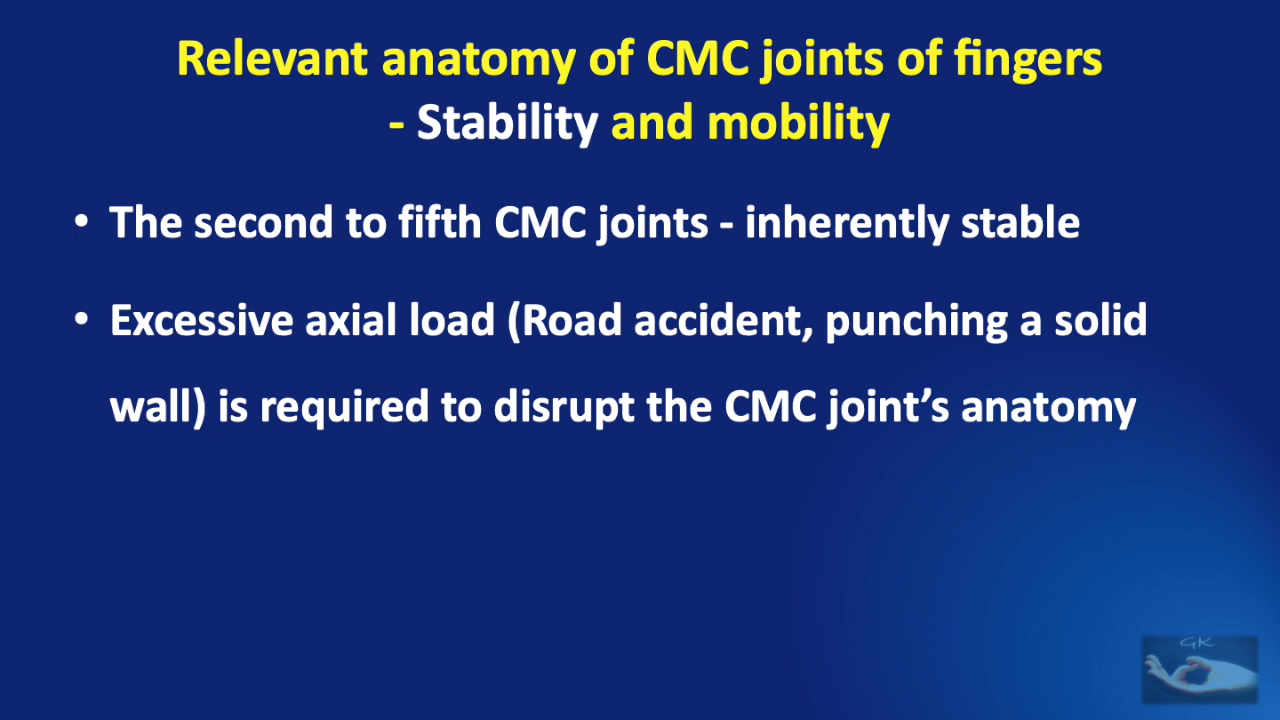 Relevant anatomy of CMC joints of fingers
- Stability and mobility
• The second to fifth CMC joints - inherently stable
• Excessive axial load (Road accident, punching a solid
wall) is required to disrupt the CMC joint’s anatomy
GK